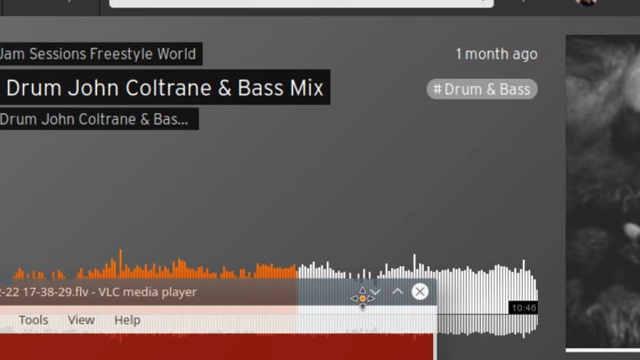 Jam Sessions Freestyle World
1 month ago
Drum John Coltrane & Bass Mix
# Drum & Bass
Drum John Coltrane & Bas...
-22 17-38-29.flv - VLC media player
10:46
Tools View Help